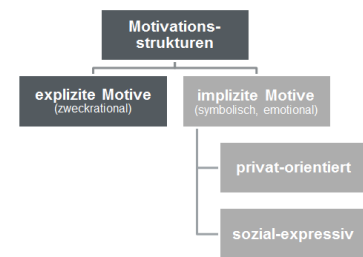 Motivations-
strukturen
explizite Motive
(zweckrational)
implizite Motive
(symbolisch, emotional)
privat-orientiert
sozial-expressiv